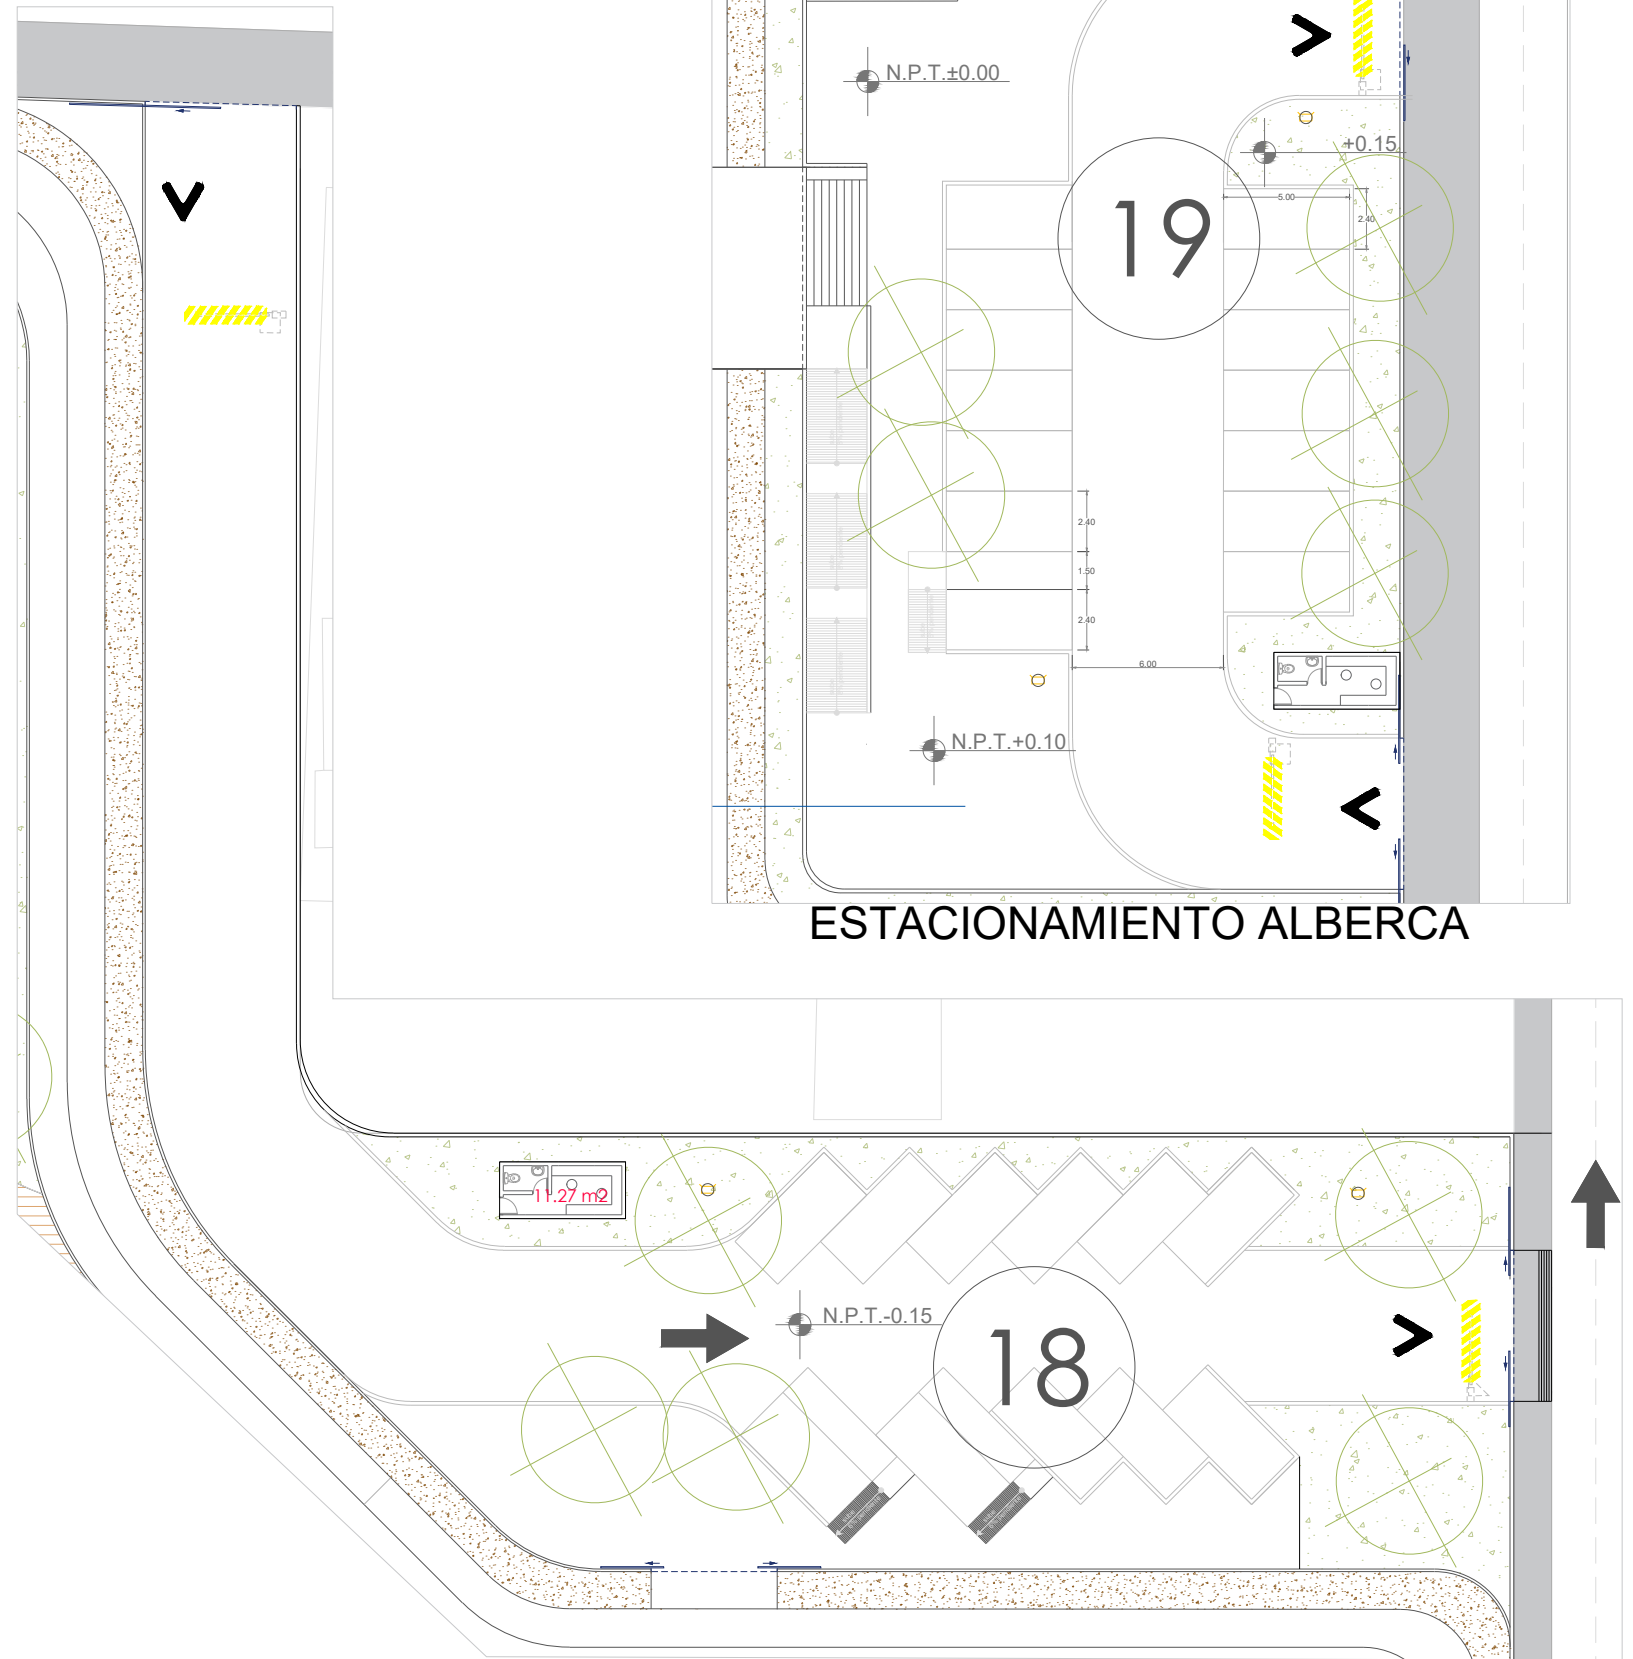 N.P.T.±0.00
+0.15
19
5.00
2.40
2.40
1.50
2.40
6.00
N.P.T.+0.10
ESTACIONAMIENTO ALBERCA
11.27 m2
N.P.T.-0.15
18